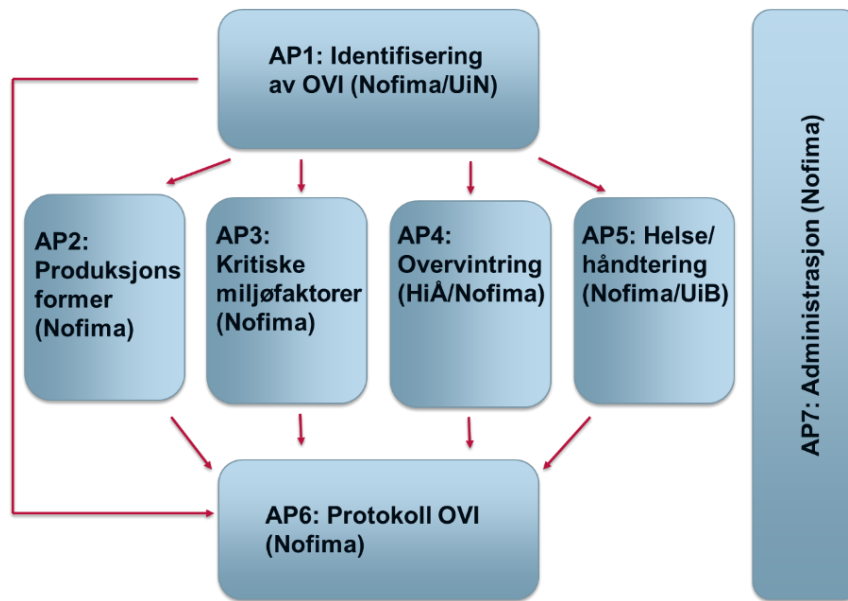 AP1: Identifisering
av OVI (Nofima/UiN)
AP2:
Produksjons
former
(Nofima)
AP3:
Kritiske
miljøfaktorer
(Nofima)
AP4:
Overvintring
(HiÅ/Nofima)
AP5: Helse/
håndtering
(Nofima/UiB)
AP6: Protokoll OVI
(Nofima)
AP7: Administrasjon (Nofima)